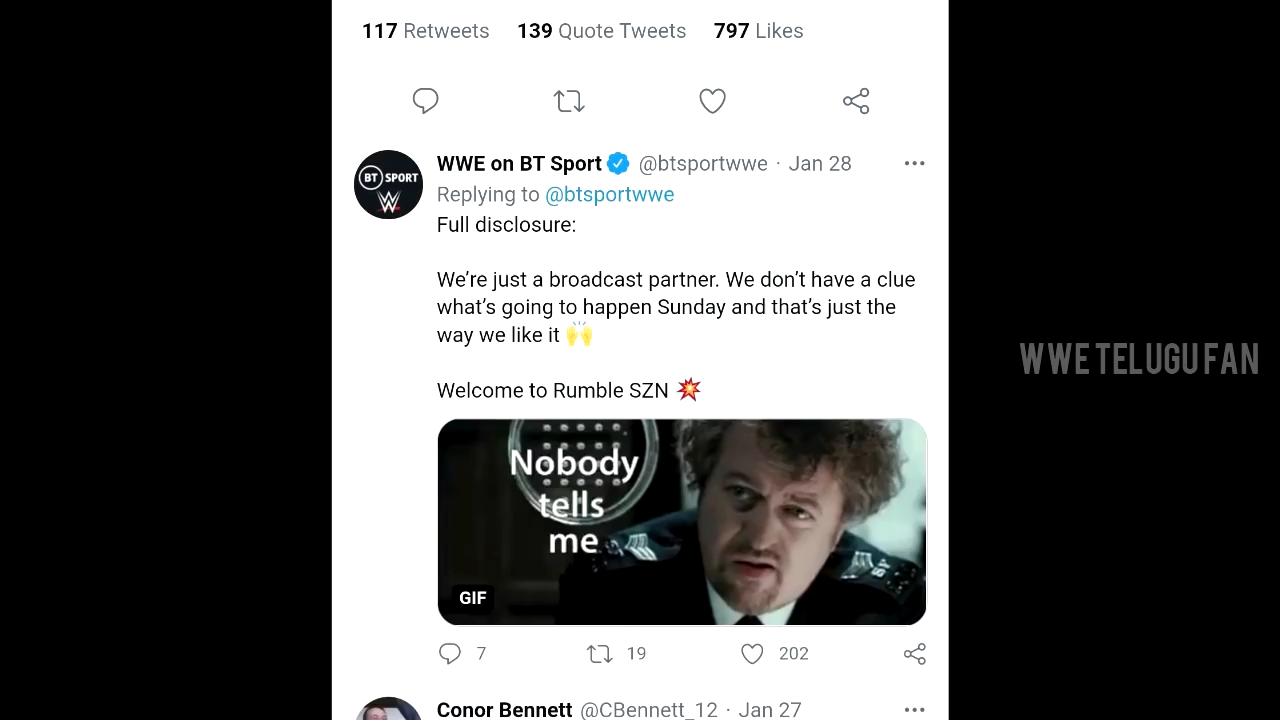 117 Retweets 139 Quote Tweets 797 Likes
WWE on BT Sport @btsportwwe · Jan 28
Replying to @btsportwwe
Full disclosure:
We’re just a broadcast partner. We don’t have a clue
what’s going to happen Sunday and that’s just the
way we like it 🙌
Welcome to Rumble SZN 💥
BT SPORT
W
Nobody
tells
me
GIF
7 19 202
Conor Bennett @CBennett_12 · Jan 27
WWE TELUGU FAN